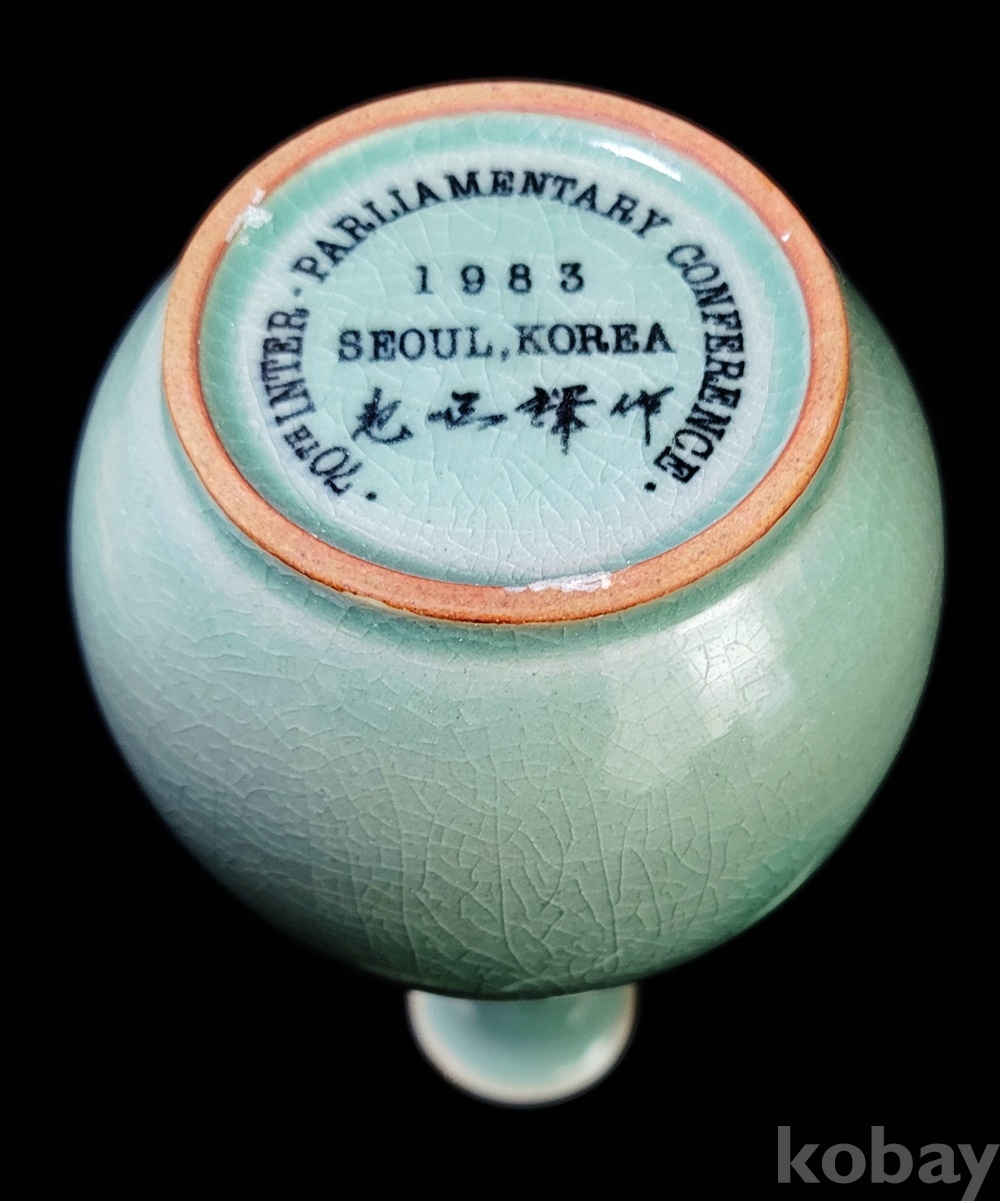 · 70TH INTER-PARLIAMENTARY CONFERENCE ·
1983
SEOUL, KOREA
作
kobay